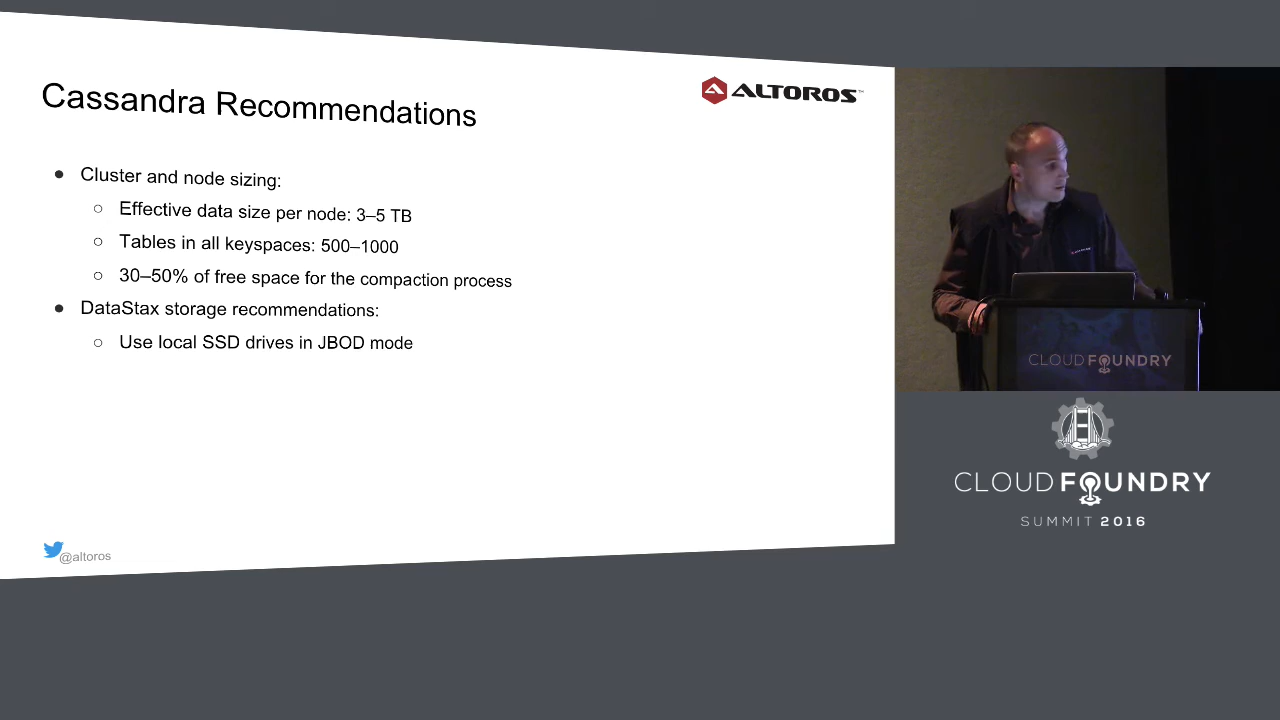 Cassandra Recommendations
ALTOROS
● Cluster and node sizing:
○ Effective data size per node: 3–5 TB
○ Tables in all keyspaces: 500–1000
○ 30–50% of free space for the compaction process
● DataStax storage recommendations:
○ Use local SSD drives in JBOD mode
@altoros
CLOUD FOUNDRY
CLOUD FOUNDRY
SUMMIT 2016